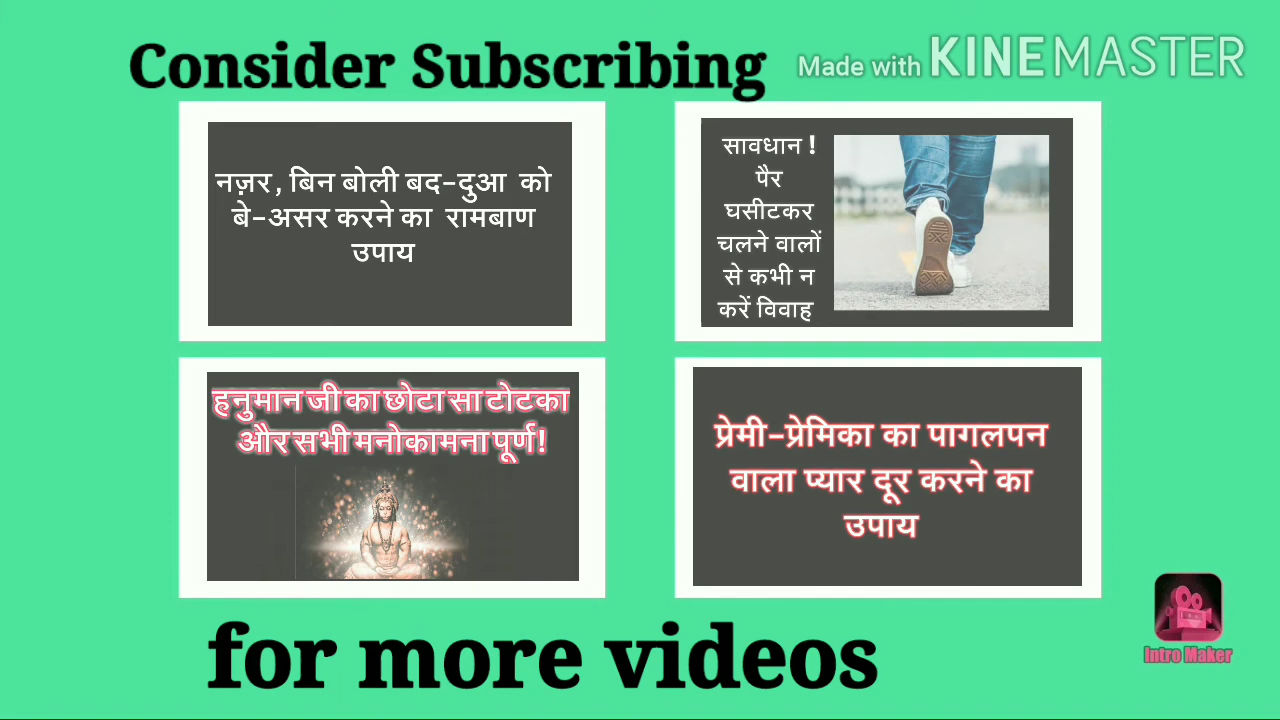 Consider Subscribing
Made with KINEMASTER
नज़र, बिन बोली बद-दुआ को
बे-असर करने का रामबाण
उपाय
सावधान !
पैर
घसीटकर
चलने वालों
से कभी न
करें विवाह
हनुमान जी का छोटा सा टोटका
और सभी मनोकामना पूर्ण!
प्रेमी-प्रेमिका का पागलपन
वाला प्यार दूर करने का
उपाय
Intro Maker
for more videos